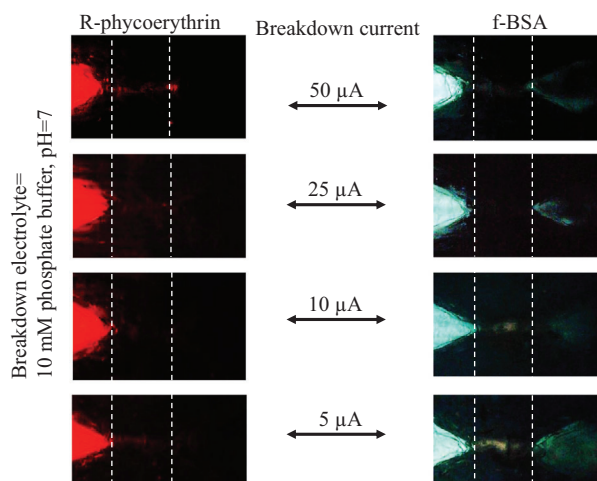 R-phycoerythrin
Breakdown current
f-BSA
Breakdown electrolyte=
10 mM phosphate buffer, pH=7
50 µA
25 µA
10 µA
5 µA